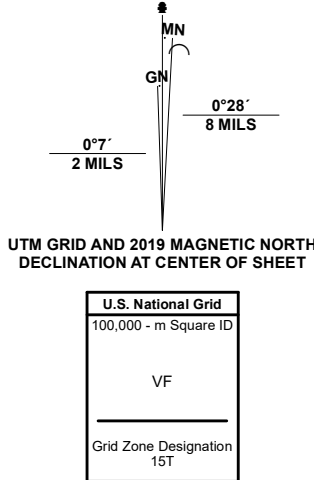 MN
GN
0°28´
8 MILS
0°7´
2 MILS
UTM GRID AND 2019 MAGNETIC NORTH
DECLINATION AT CENTER OF SHEET
U.S. National Grid
100,000 - m Square ID
VF
Grid Zone Designation
15T